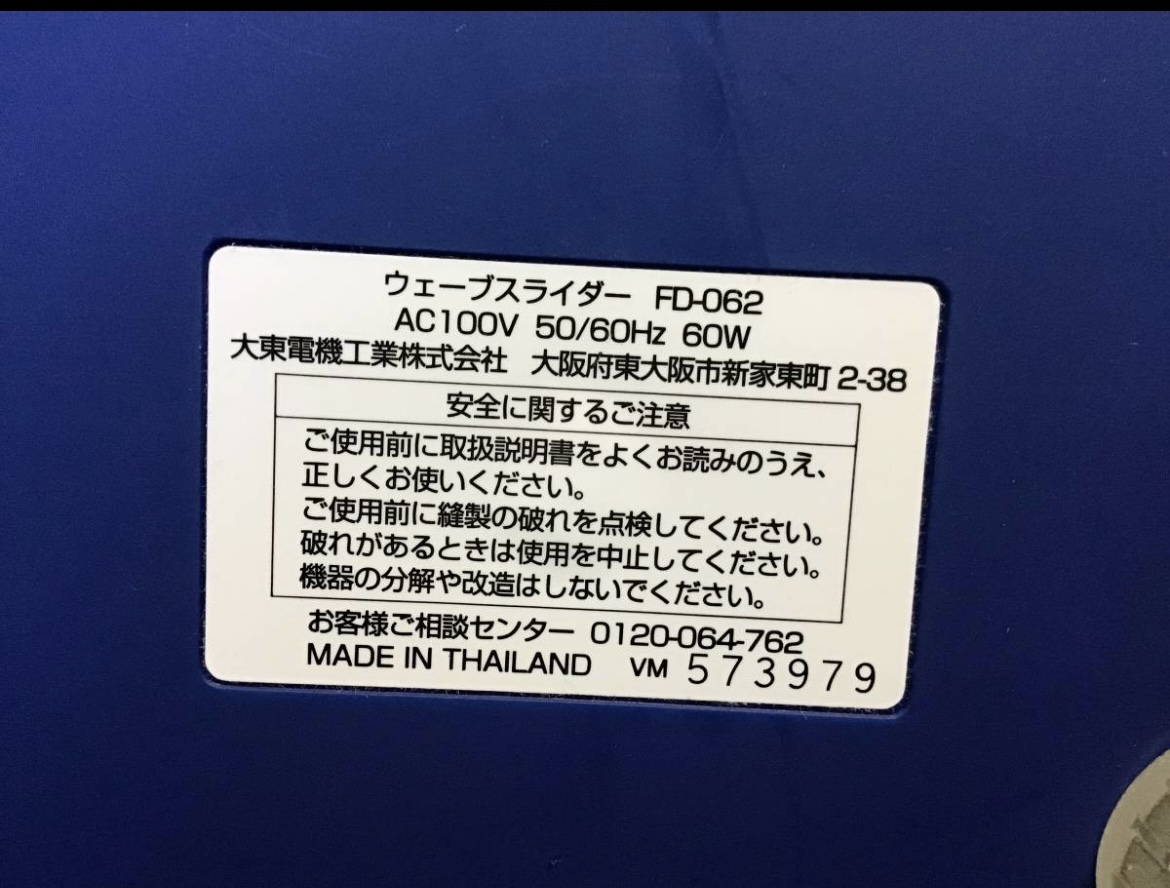 ウェーブスライダー FD-062
AC100V 50/60Hz 60W
大東電機工業株式会社 大阪府東大阪市新家東町 2-38
安全に関するご注意
ご使用前に取扱説明書をよくお読みのうえ、
正しくお使いください。
ご使用前に縫製の破れを点検してください。
破れがあるときは使用を中止してください。
機器の分解や改造はしないでください。
お客様ご相談センター 0120-064-762
MADE IN THAILAND VM 573979